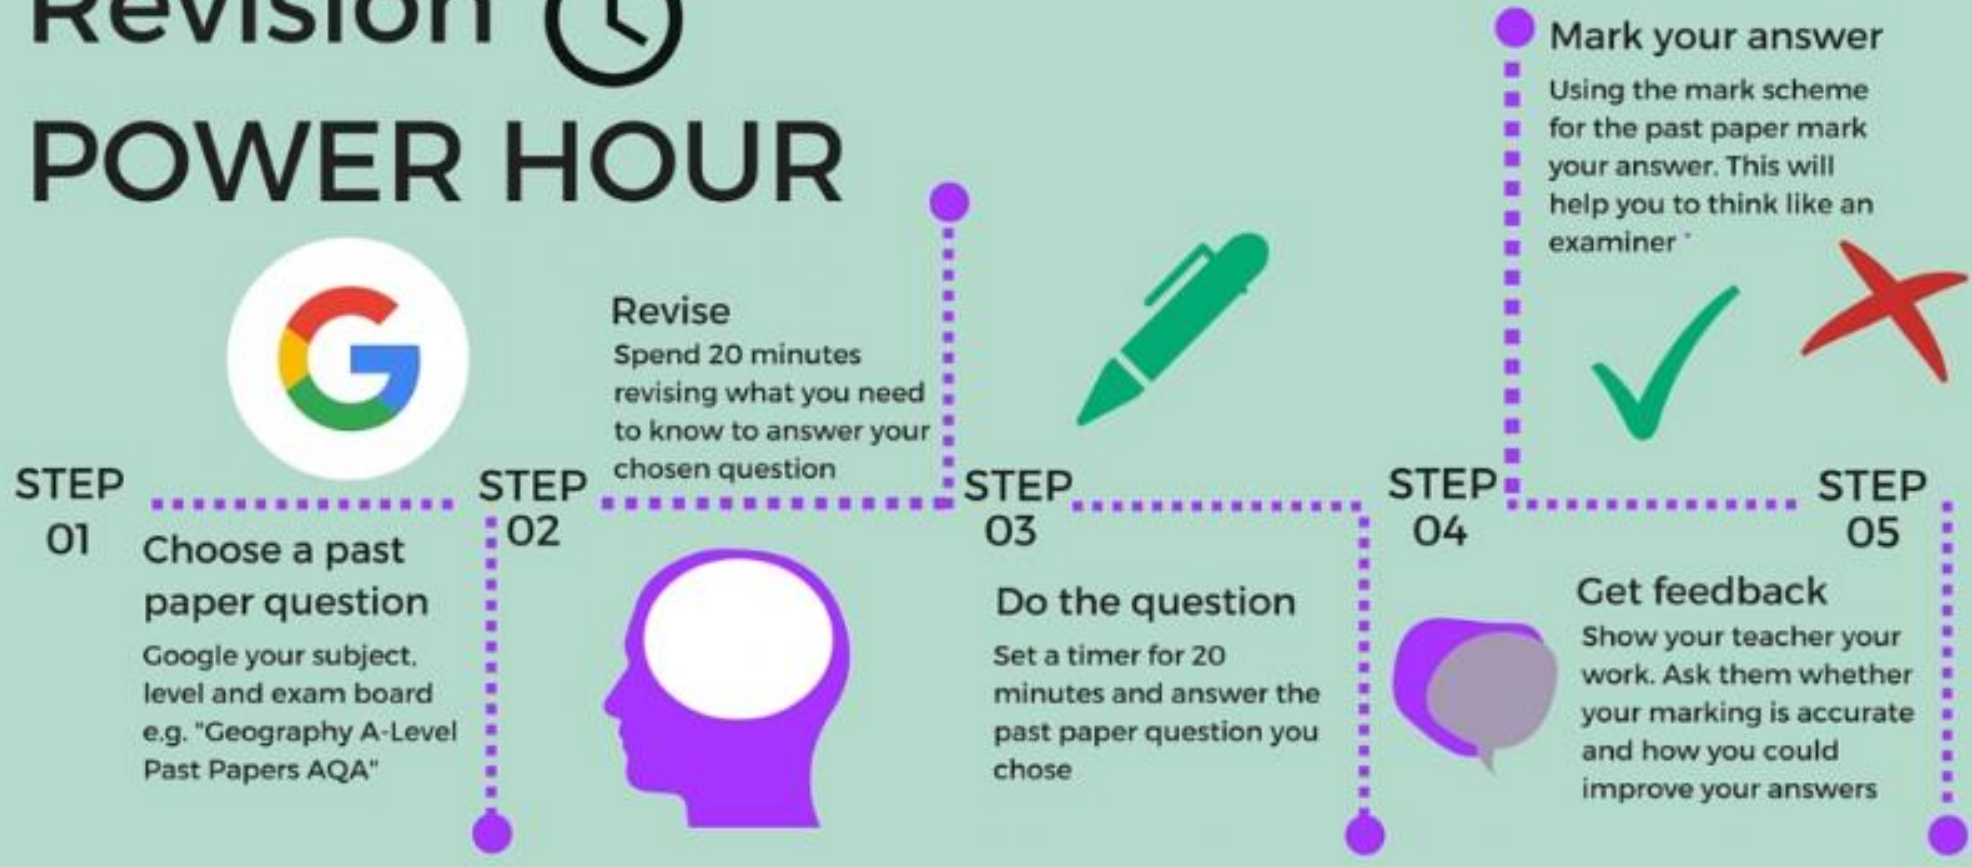 Revision
POWER HOUR
STEP
01
Choose a past
paper question
Google your subject,
level and exam board
e.g. "Geography A-Level
Past Papers AQA"
STEP
02
Revise
Spend 20 minutes
revising what you need
to know to answer your
chosen question
STEP
03
Do the question
Set a timer for 20
minutes and answer the
past paper question you
chose
STEP
04
Mark your answer
Using the mark scheme
for the past paper mark
your answer. This will
help you to think like an
examiner
STEP
05
Get feedback
Show your teacher your
work. Ask them whether
your marking is accurate
and how you could
improve your answers